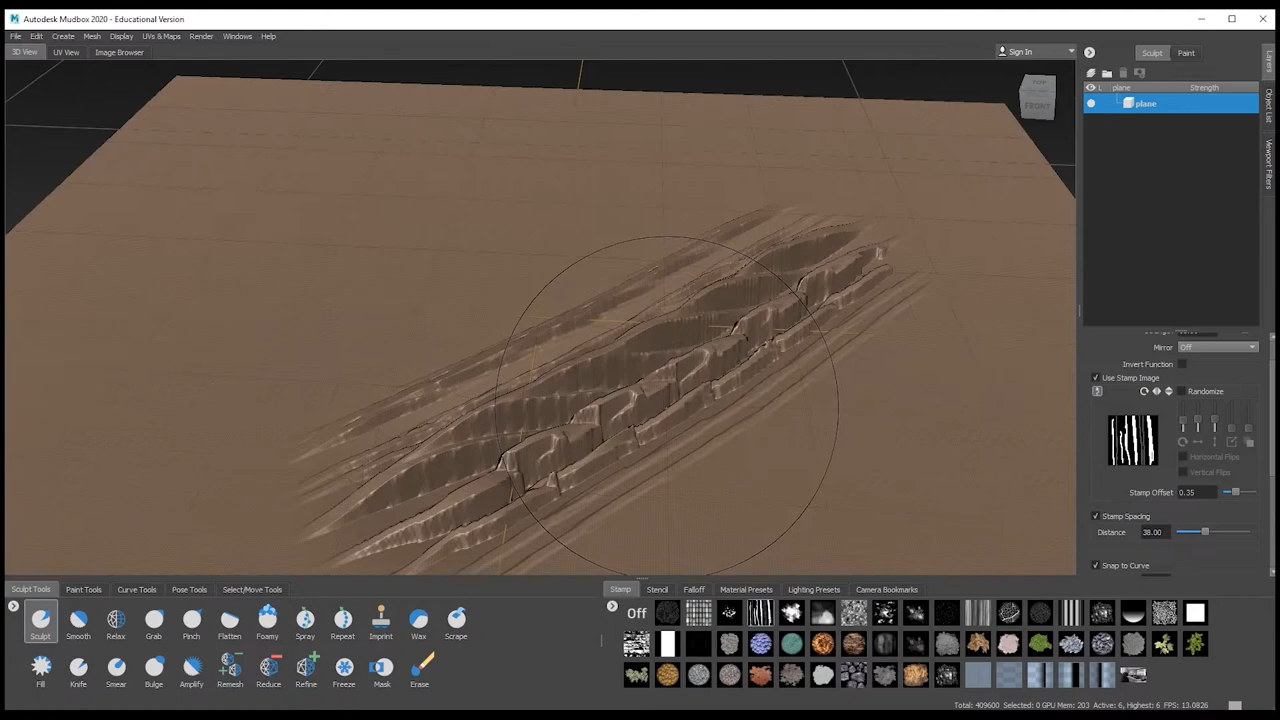 Autodesk Mudbox 2020 - Educational Version
File Edit Create Mesh Display UVs & Maps Render Windows Help
3D View UV View Image Browser Sign In Sculpt Paint
Layers
Object List
Viewport Filters
FRONT
L plane Strength
plane
Mirror Off
Invert Function
Use Stamp Image
Randomize
Horizontal Flips
Vertical Flips
Stamp Offset 0.35
Stamp Spacing
Distance 38.00
Snap to Curve
Sculpt Tools Paint Tools Curve Tools Pose Tools Select/Move Tools
Stamp Stencil Falloff Material Presets Lighting Presets Camera Bookmarks
Off
Sculpt Smooth Relax Grab Pinch Flatten Foamy Spray Repeat Imprint Wax Scrape
Fill Knife Smear Bulge Amplify Remesh Reduce Refine Freeze Mask Erase
Total: 409600 Selected: 0 GPU Mem: 203 Active: 6, Highest: 6 FPS: 13.0826